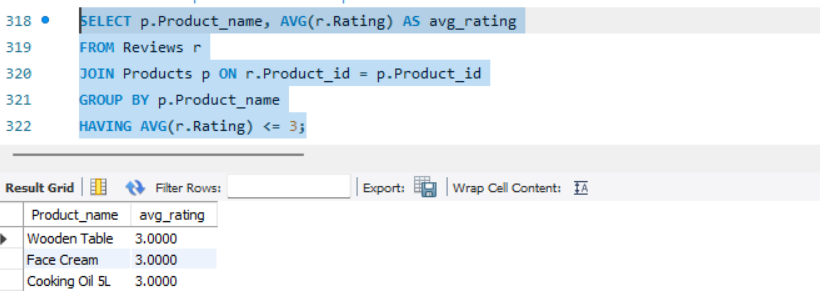 318 SELECT p.Product_name, AVG(r.Rating) AS avg_rating
319 FROM Reviews r
320 JOIN Products p ON r.Product_id = p.Product_id
321 GROUP BY p.Product_name
322 HAVING AVG(r.Rating) <= 3;
Result Grid Filter Rows: Export: Wrap Cell Content: IA
Product_name avg_rating
Wooden Table 3.0000
Face Cream 3.0000
Cooking Oil 5L 3.0000